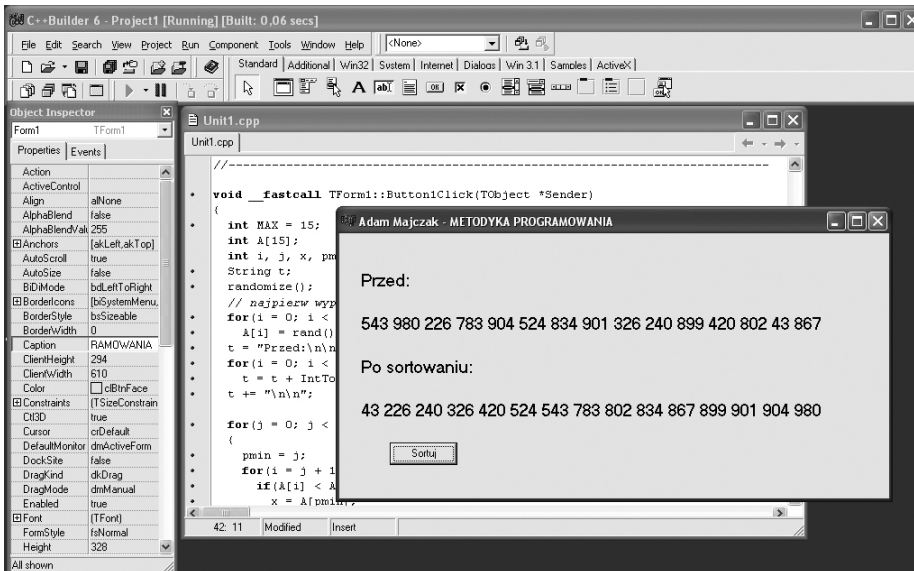 C++Builder 6 - Project1 [Running] [Built: 0,06 secs]
File Edit Search View Project Run Component Tools Window Help <None>
Standard Additional Win32 System Internet Dialogs Win 3.1 Samples ActiveX
Object Inspector
Form1 TForm1
Properties Events
Action
ActiveControl
Align alNone
AlphaBlend false
AlphaBlendValu 255
Anchors [akLeft,akTop]
AutoScroll true
AutoSize false
BiDiMode bdLeftToRight
BorderIcons [biSystemMenu,
BorderStyle bsSizeable
BorderWidth 0
Caption RAMOWANIA
ClientHeight 294
ClientWidth 610
Color clBtnFace
Constraints (TSizeConstrain
Ctl3D true
Cursor crDefault
DefaultMonitor dmActiveForm
DockSite false
DragKind dkDrag
DragMode dmManual
Enabled true
Font (TFont)
FormStyle fsNormal
Height 328
All shown
Unit1.cpp
Unit1.cpp
//---------------------------------------------------------------------------
void __fastcall TForm1::Button1Click(TObject *Sender)
{
int MAX = 15;
int A[15];
int i, j, x, pm
String t;
randomize();
// najpierw wyp
for(i = 0; i <
A[i] = rand()
t = "Przed:\n\n
for(i = 0; i <
t = t + IntTo
t += "\n\n";
for(j = 0; j <
{
pmin = j;
for(i = j + 1
if(A[i] < A
x = A[pmin];
42: 11 Modified Insert
Adam Majczak - METODYKA PROGRAMOWANIA
Przed:
543 980 226 783 904 524 834 901 326 240 899 420 802 43 867
Po sortowaniu:
43 226 240 326 420 524 543 783 802 834 867 899 901 904 980
Sortuj